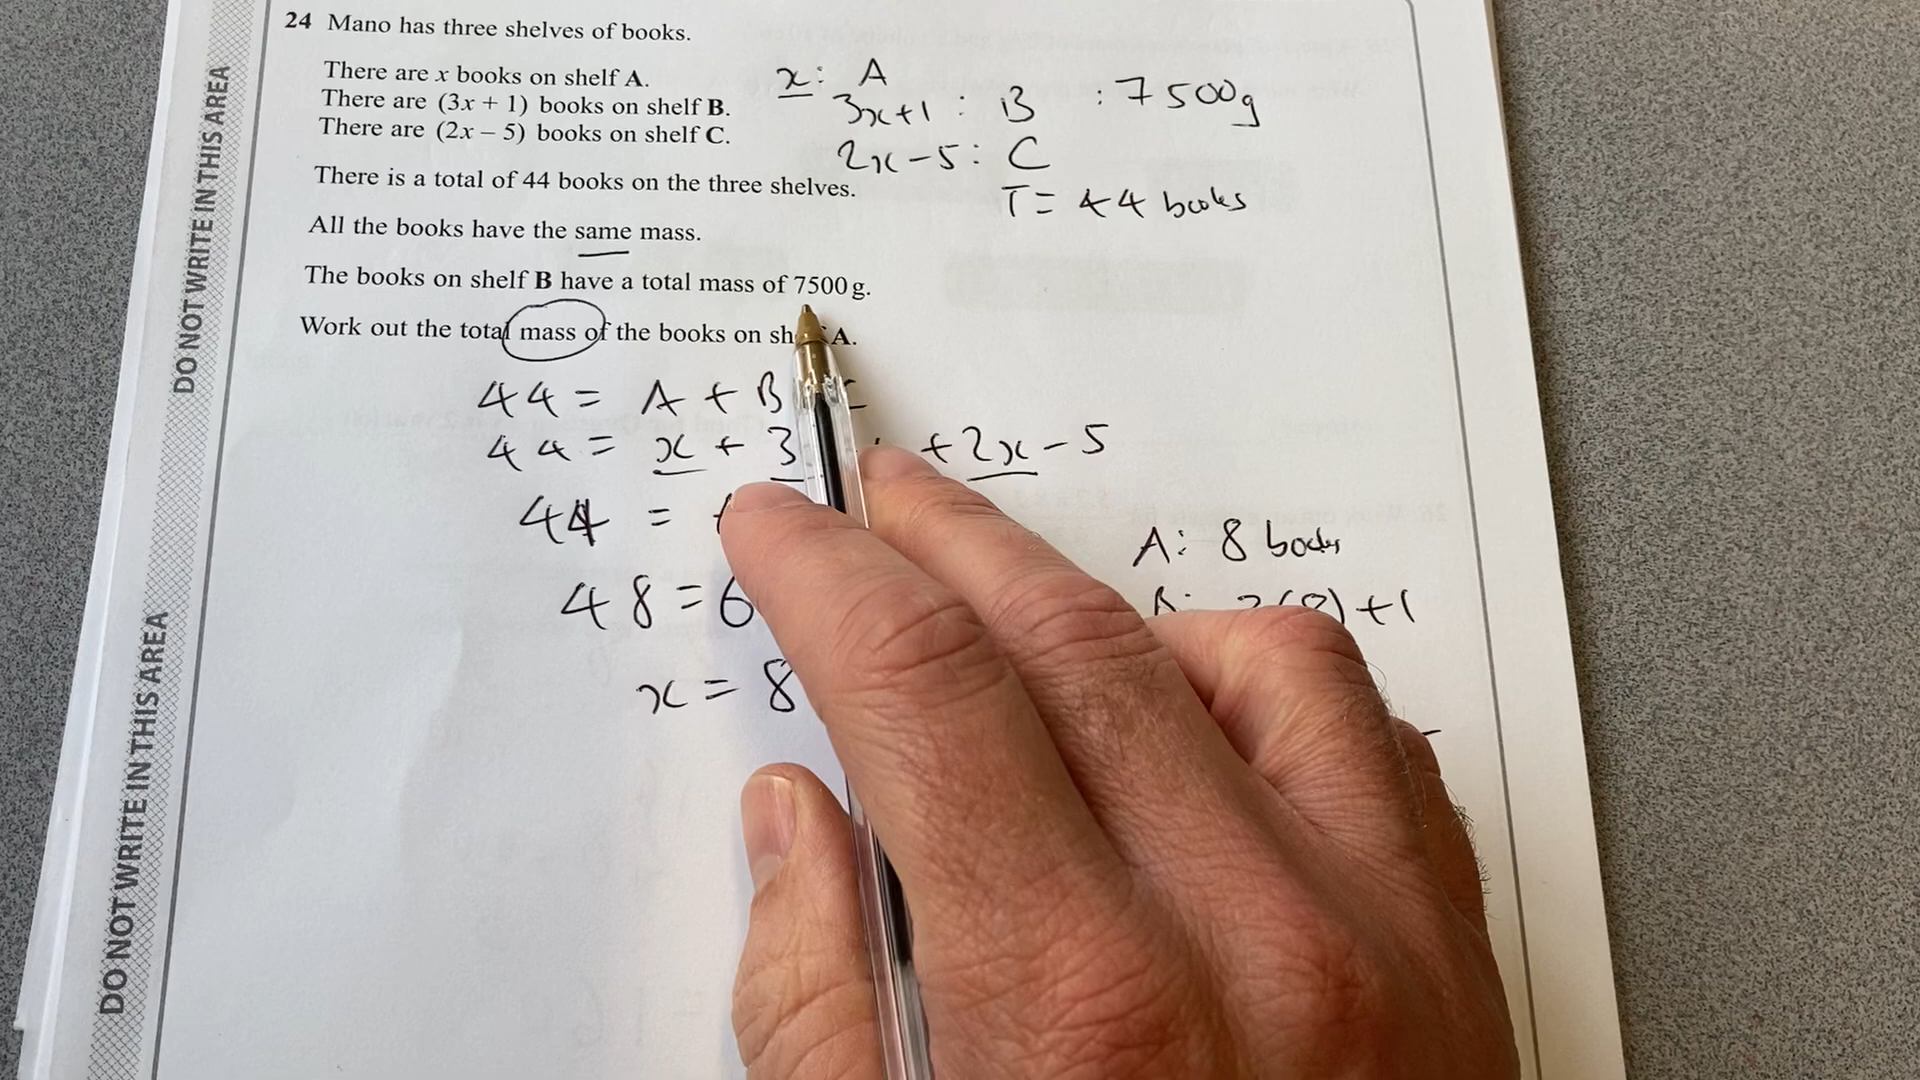 24 Mano has three shelves of books.
There are x books on shelf A.
There are (3x + 1) books on shelf B.
There are (2x – 5) books on shelf C.
There is a total of 44 books on the three shelves.
All the books have the same mass.
The books on shelf B have a total mass of 7500 g.
Work out the total mass of the books on A.
x: A
3x+1 : B : 7500g
2x-5: C
T= 44 books
44 = A + B
44 = x + 3 +2x-5
44 =
48=6
x = 8
A: 8 books
)+1
DO NOT WRITE IN THIS AREA
DO NOT WRITE IN THIS AREA